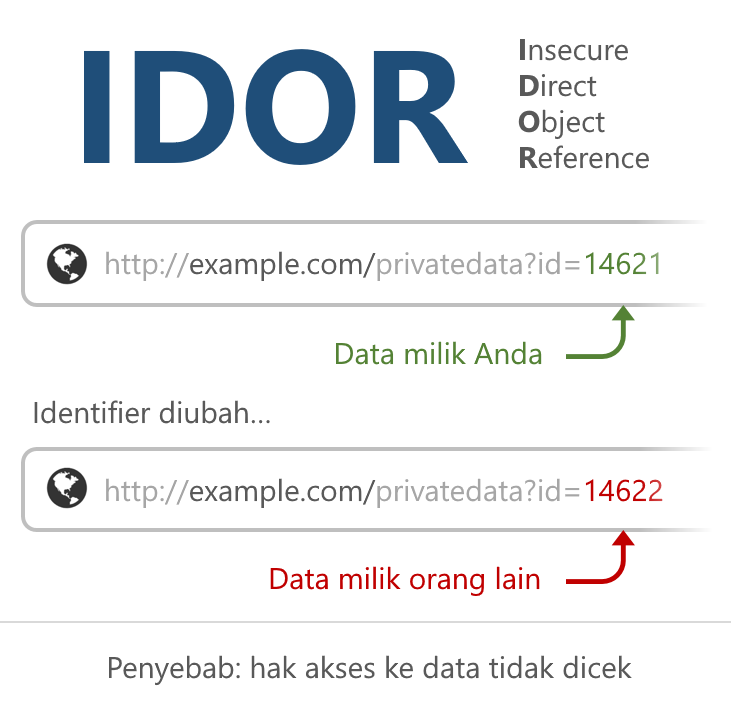 IDOR
Insecure
Direct
Object
Reference
http://example.com/privatedata?id=14621
Data milik Anda
Identifier diubah...
http://example.com/privatedata?id=14622
Data milik orang lain
Penyebab: hak akses ke data tidak dicek